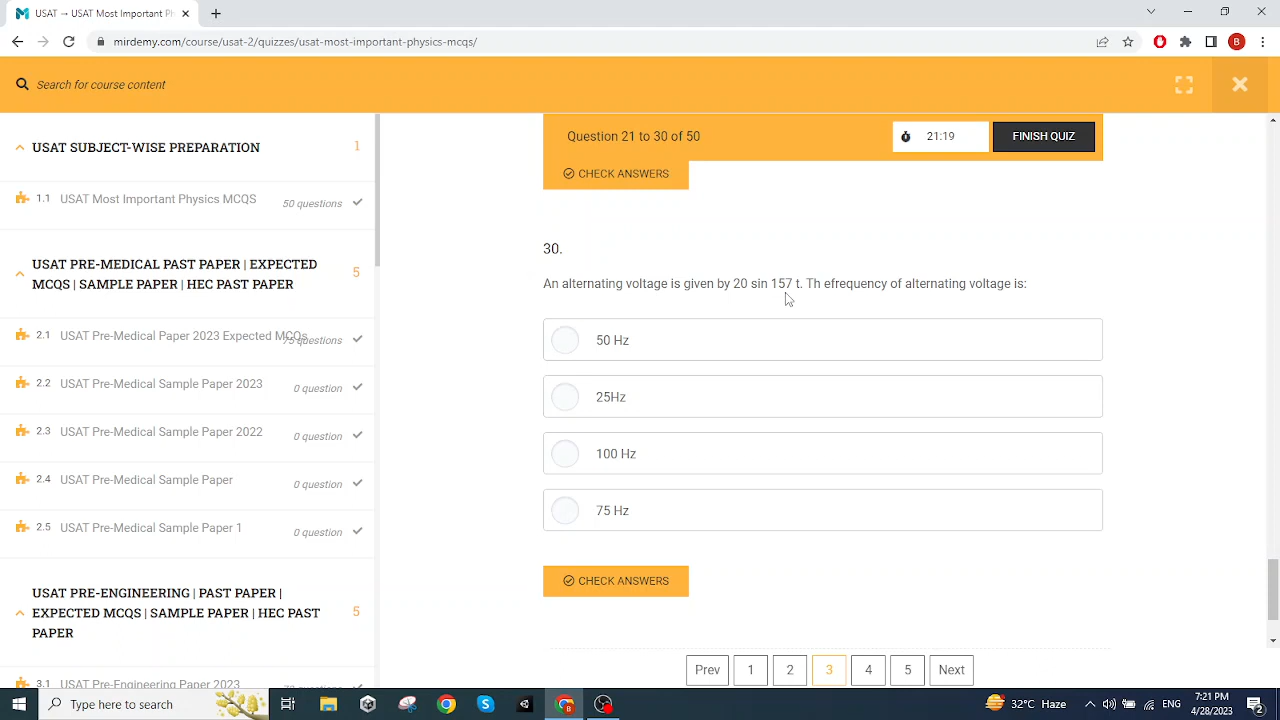 USAT → USAT Most Important Ph
mirdemy.com/course/usat-2/quizzes/usat-most-important-physics-mcqs/
B
Search for course content
USAT SUBJECT-WISE PREPARATION 1
1.1 USAT Most Important Physics MCQS 50 questions
USAT PRE-MEDICAL PAST PAPER | EXPECTED
MCQS | SAMPLE PAPER | HEC PAST PAPER 5
2.1 USAT Pre-Medical Paper 2023 Expected MCQs 75 questions
2.2 USAT Pre-Medical Sample Paper 2023 0 question
2.3 USAT Pre-Medical Sample Paper 2022 0 question
2.4 USAT Pre-Medical Sample Paper 0 question
2.5 USAT Pre-Medical Sample Paper 1 0 question
USAT PRE-ENGINEERING | PAST PAPER |
EXPECTED MCQS | SAMPLE PAPER | HEC PAST 5
PAPER
3.1 USAT Pre-Engineering Paper 2023
Question 21 to 30 of 50 21:19 FINISH QUIZ
CHECK ANSWERS
30.
An alternating voltage is given by 20 sin 157 t. Th efrequency of alternating voltage is:
50 Hz
25Hz
100 Hz
75 Hz
CHECK ANSWERS
Prev 1 2 3 4 5 Next
Type here to search
32°C Haze
ENG
7:21 PM
4/28/2023